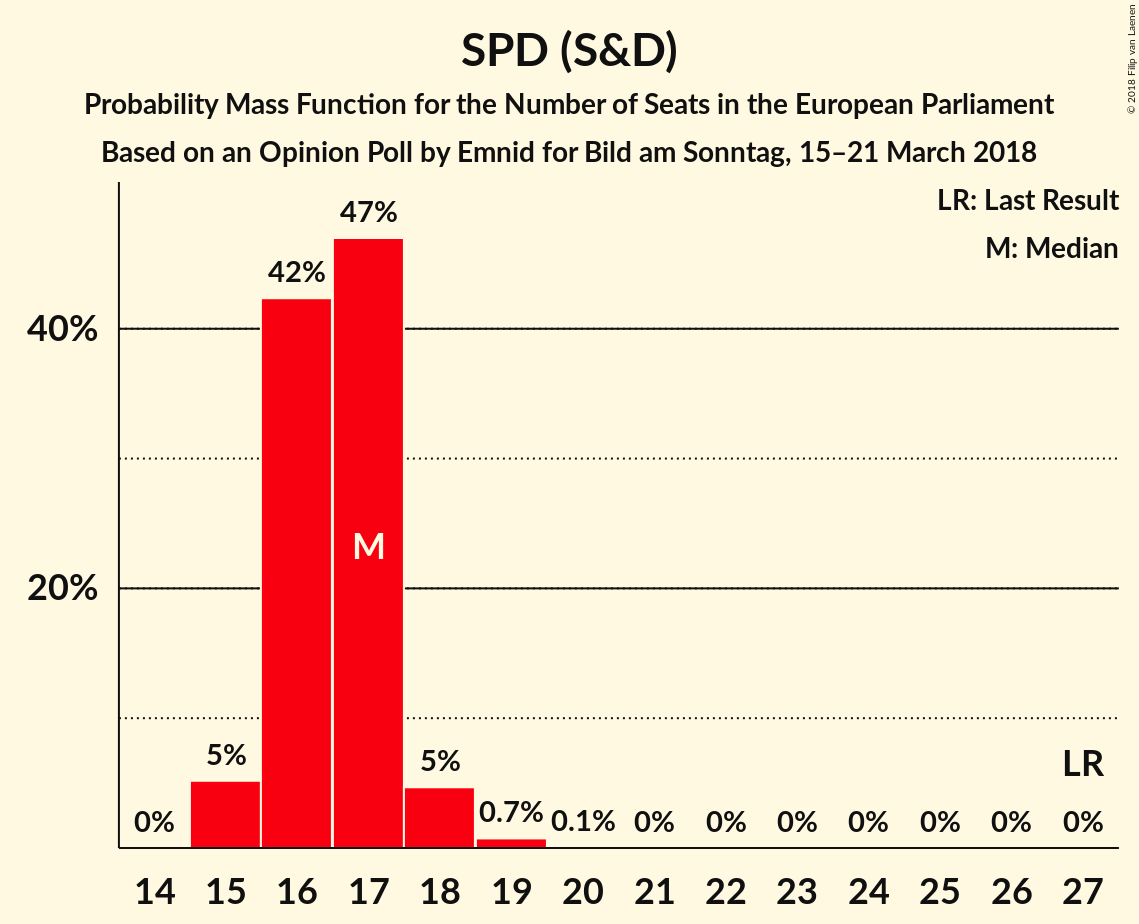 SPD (S&D)
Probability Mass Function for the Number of Seats in the European Parliament
Based on an Opinion Poll by Emnid for Bild am Sonntag, 15–21 March 2018
© 2018 Filip van Laenen
LR: Last Result
M: Median
40%
20%
0%
5%
42%
47%
M
5%
0.7%
0.1%
0%
0%
0%
0%
0%
0%
LR
0%
14 15 16 17 18 19 20 21 22 23 24 25 26 27